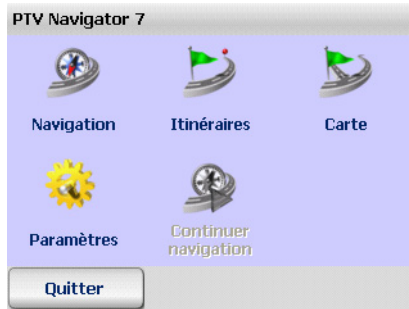 PTV Navigator 7
Navigation
Itinéraires
Carte
Paramètres
Continuer
navigation
Quitter